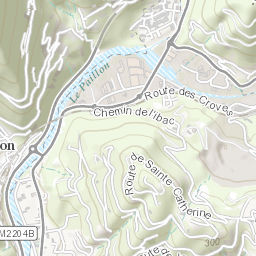 Le Paillon
Route des Croves
Chemin de l'ibac
on
Route de Sainte-Catherine
M2204B
300